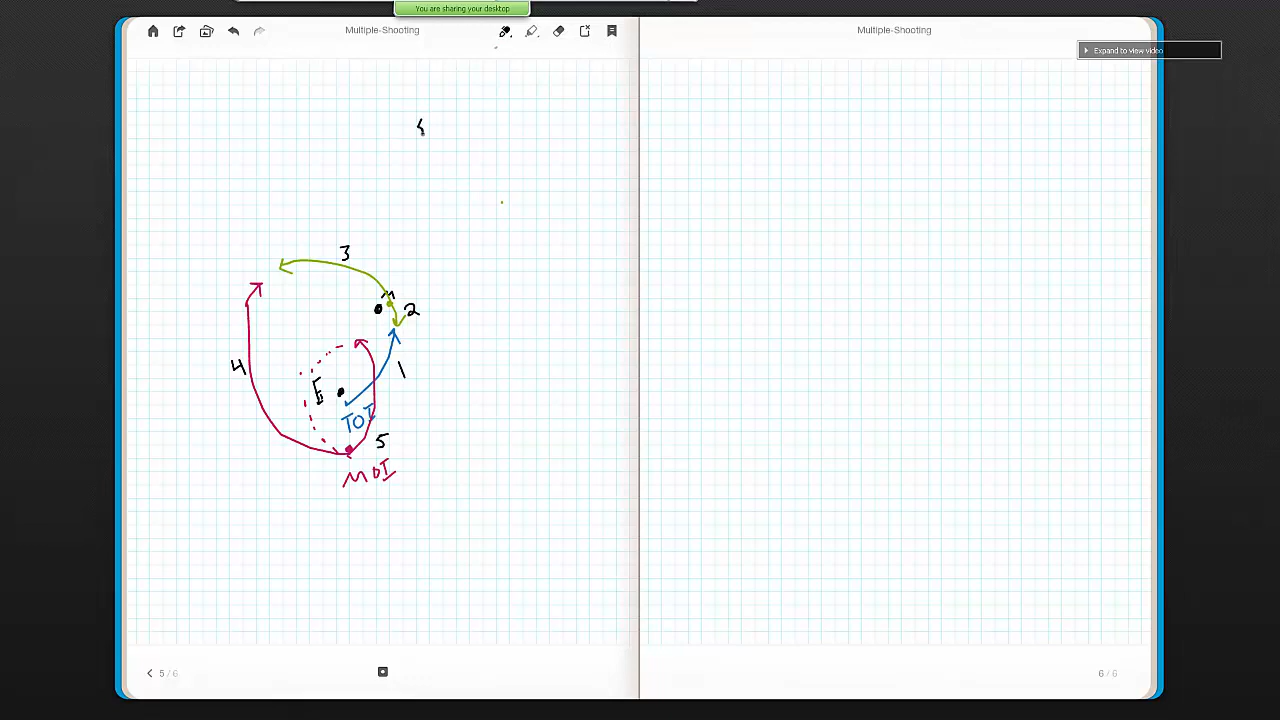 You are sharing your desktop
Multiple-Shooting
Multiple-Shooting
Expand to view video
3
M
2
4
1
E
TOI
5
MOI
5 / 6
6 / 6